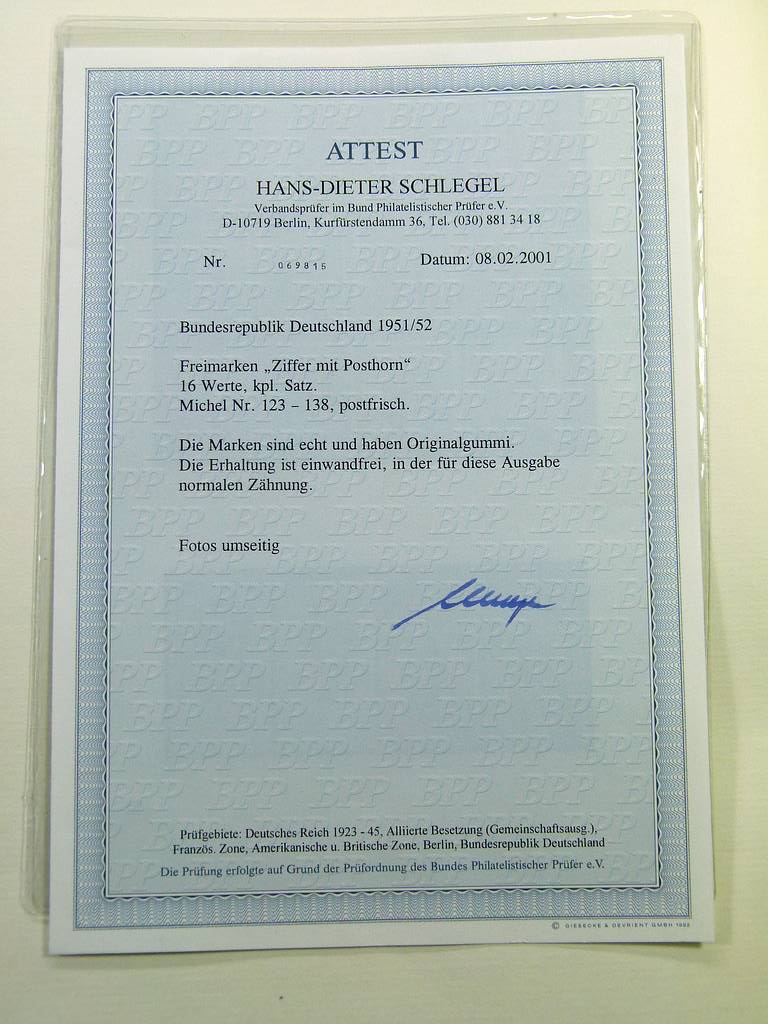 ATTEST
HANS-DIETER SCHLEGEL
Verbandsprüfer im Bund Philatelistischer Prüfer e.V.
D-10719 Berlin, Kurfürstendamm 36, Tel. (030) 881 34 18
Nr. 069815 Datum: 08.02.2001
Bundesrepublik Deutschland 1951/52
Freimarken „Ziffer mit Posthorn“
16 Werte, kpl. Satz.
Michel Nr. 123 – 138, postfrisch.
Die Marken sind echt und haben Originalgummi.
Die Erhaltung ist einwandfrei, in der für diese Ausgabe
normalen Zähnung.
Fotos umseitig
Prüfgebiete: Deutsches Reich 1923 - 45, Alliierte Besetzung (Gemeinschaftsausg.),
Französ. Zone, Amerikanische u. Britische Zone, Berlin, Bundesrepublik Deutschland
Die Prüfung erfolgte auf Grund der Prüfordnung des Bundes Philatelistischer Prüfer e.V.
© GIESECKE & DEVRIENT GMBH 1992